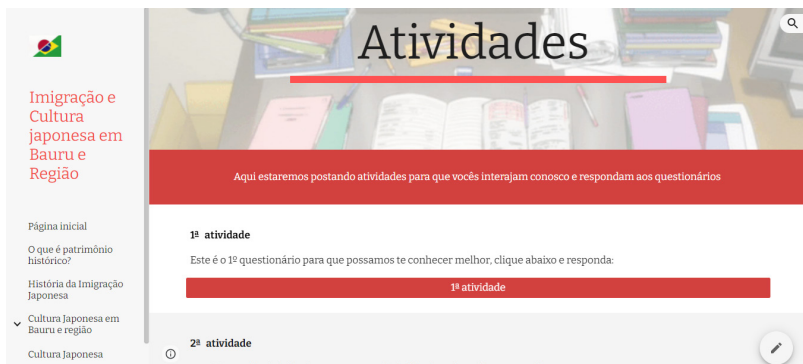 Atividades
Imigração e
Cultura
japonesa em
Bauru e
Região
Aqui estaremos postando atividades para que vocês interajam conosco e respondam aos questionários
Página inicial
O que é patrimônio
histórico?
História da Imigração
Japonesa
Cultura Japonesa em
Bauru e região
Cultura Japonesa
1ª atividade
Este é o 1º questionário para que possamos te conhecer melhor, clique abaixo e responda:
1ª atividade
2ª atividade